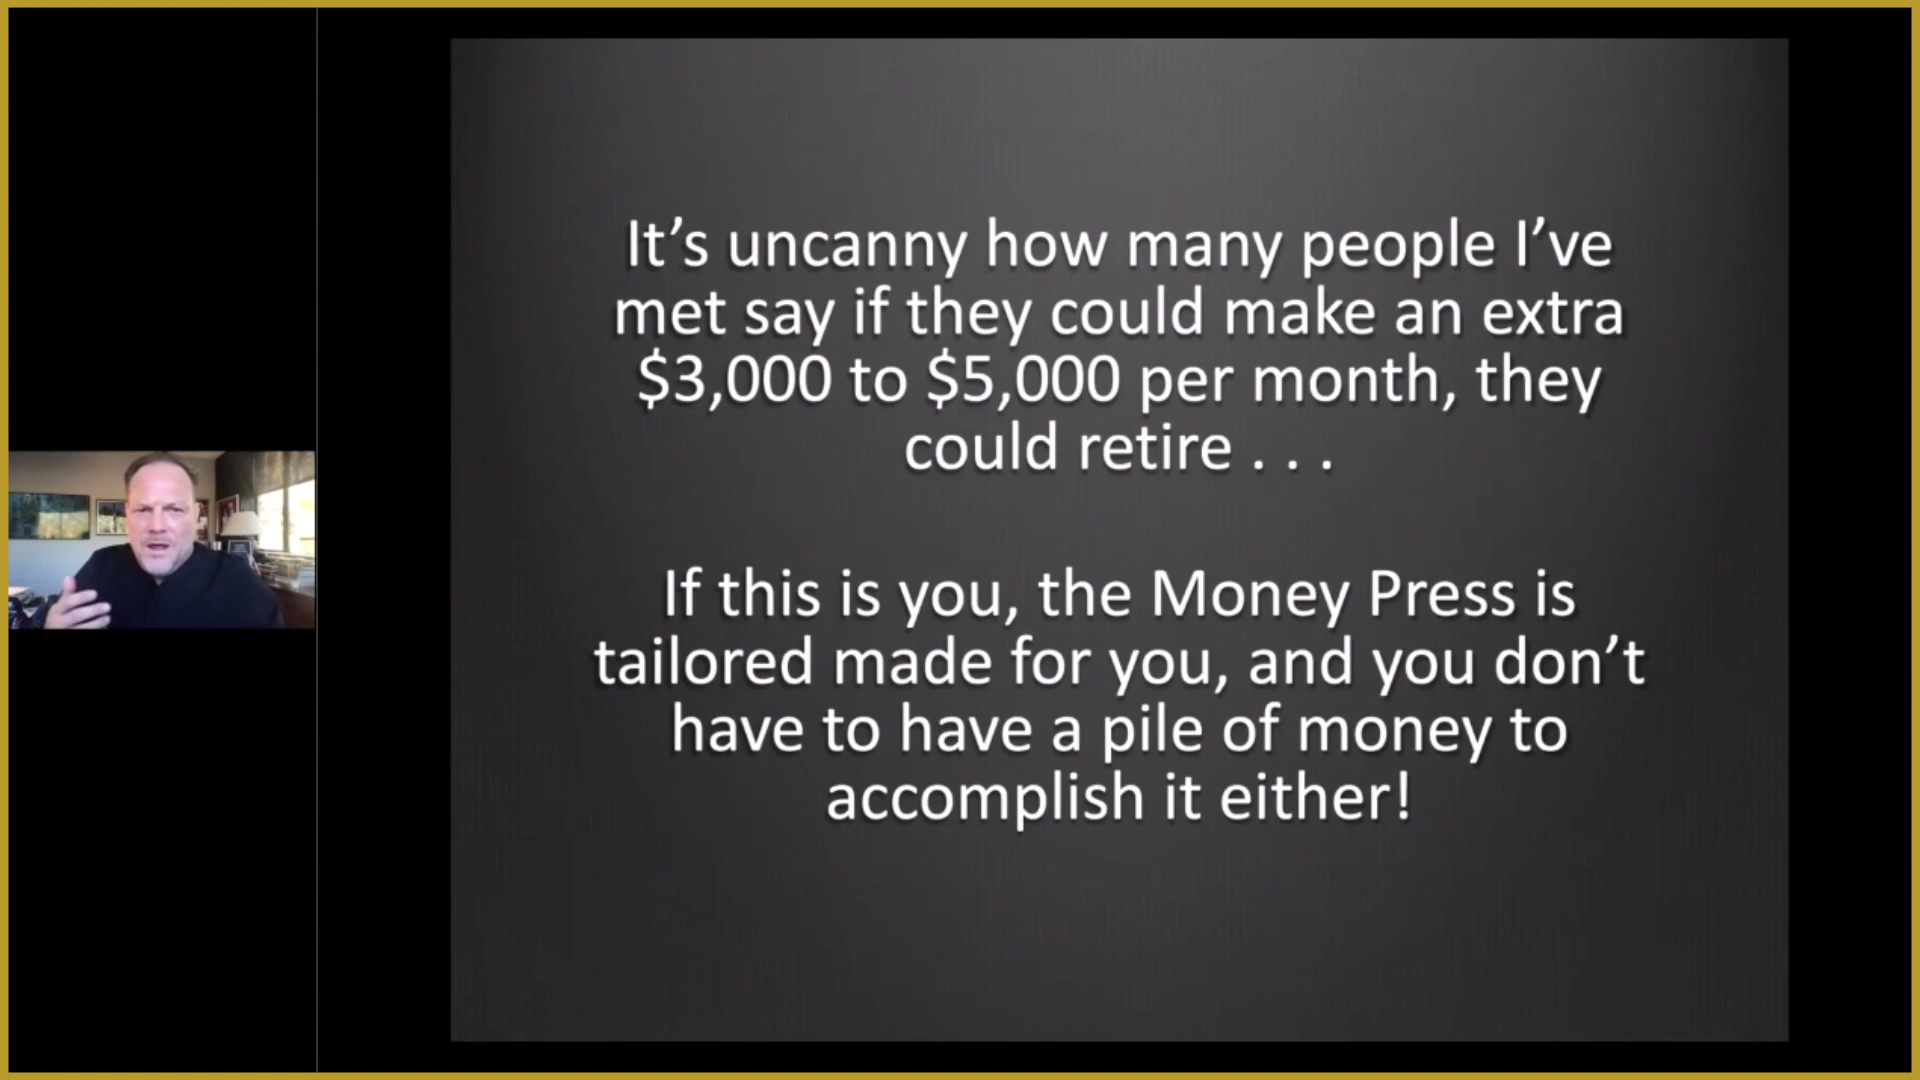 It’s uncanny how many people I’ve
met say if they could make an extra
$3,000 to $5,000 per month, they
could retire . . .
If this is you, the Money Press is
tailored made for you, and you don’t
have to have a pile of money to
accomplish it either!